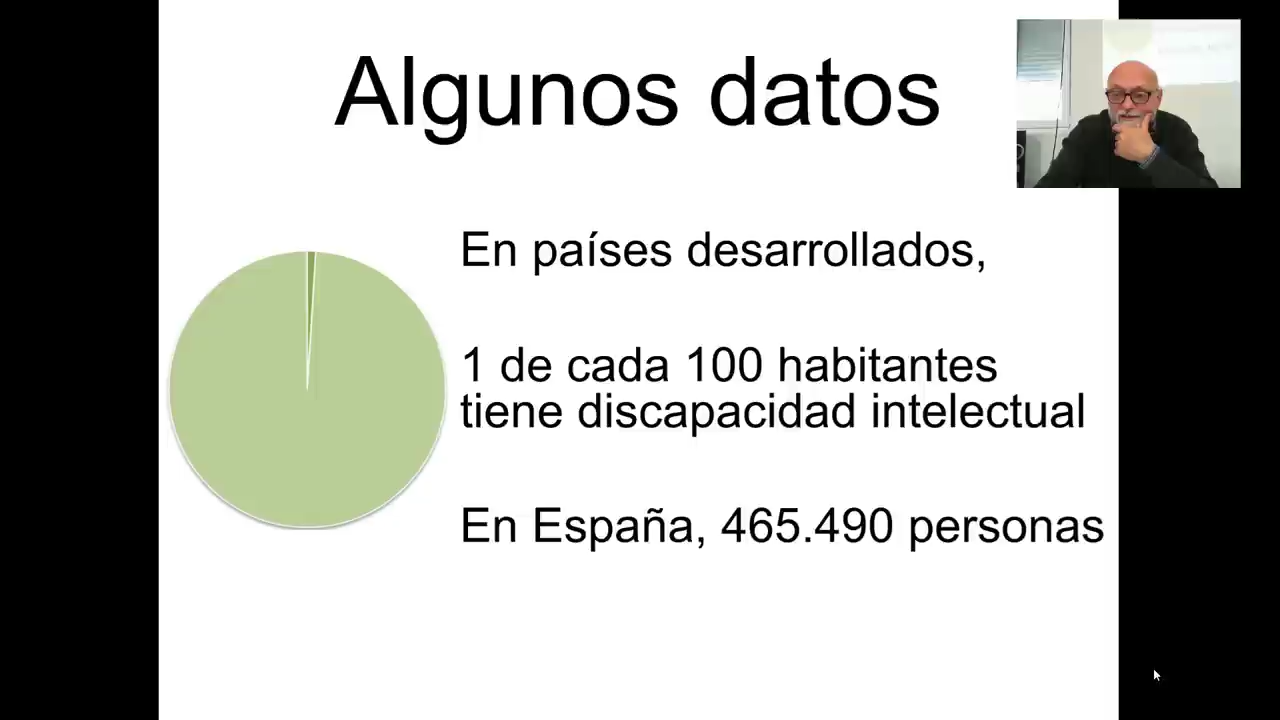 Algunos datos
En países desarrollados,
1 de cada 100 habitantes
tiene discapacidad intelectual
En España, 465.490 personas